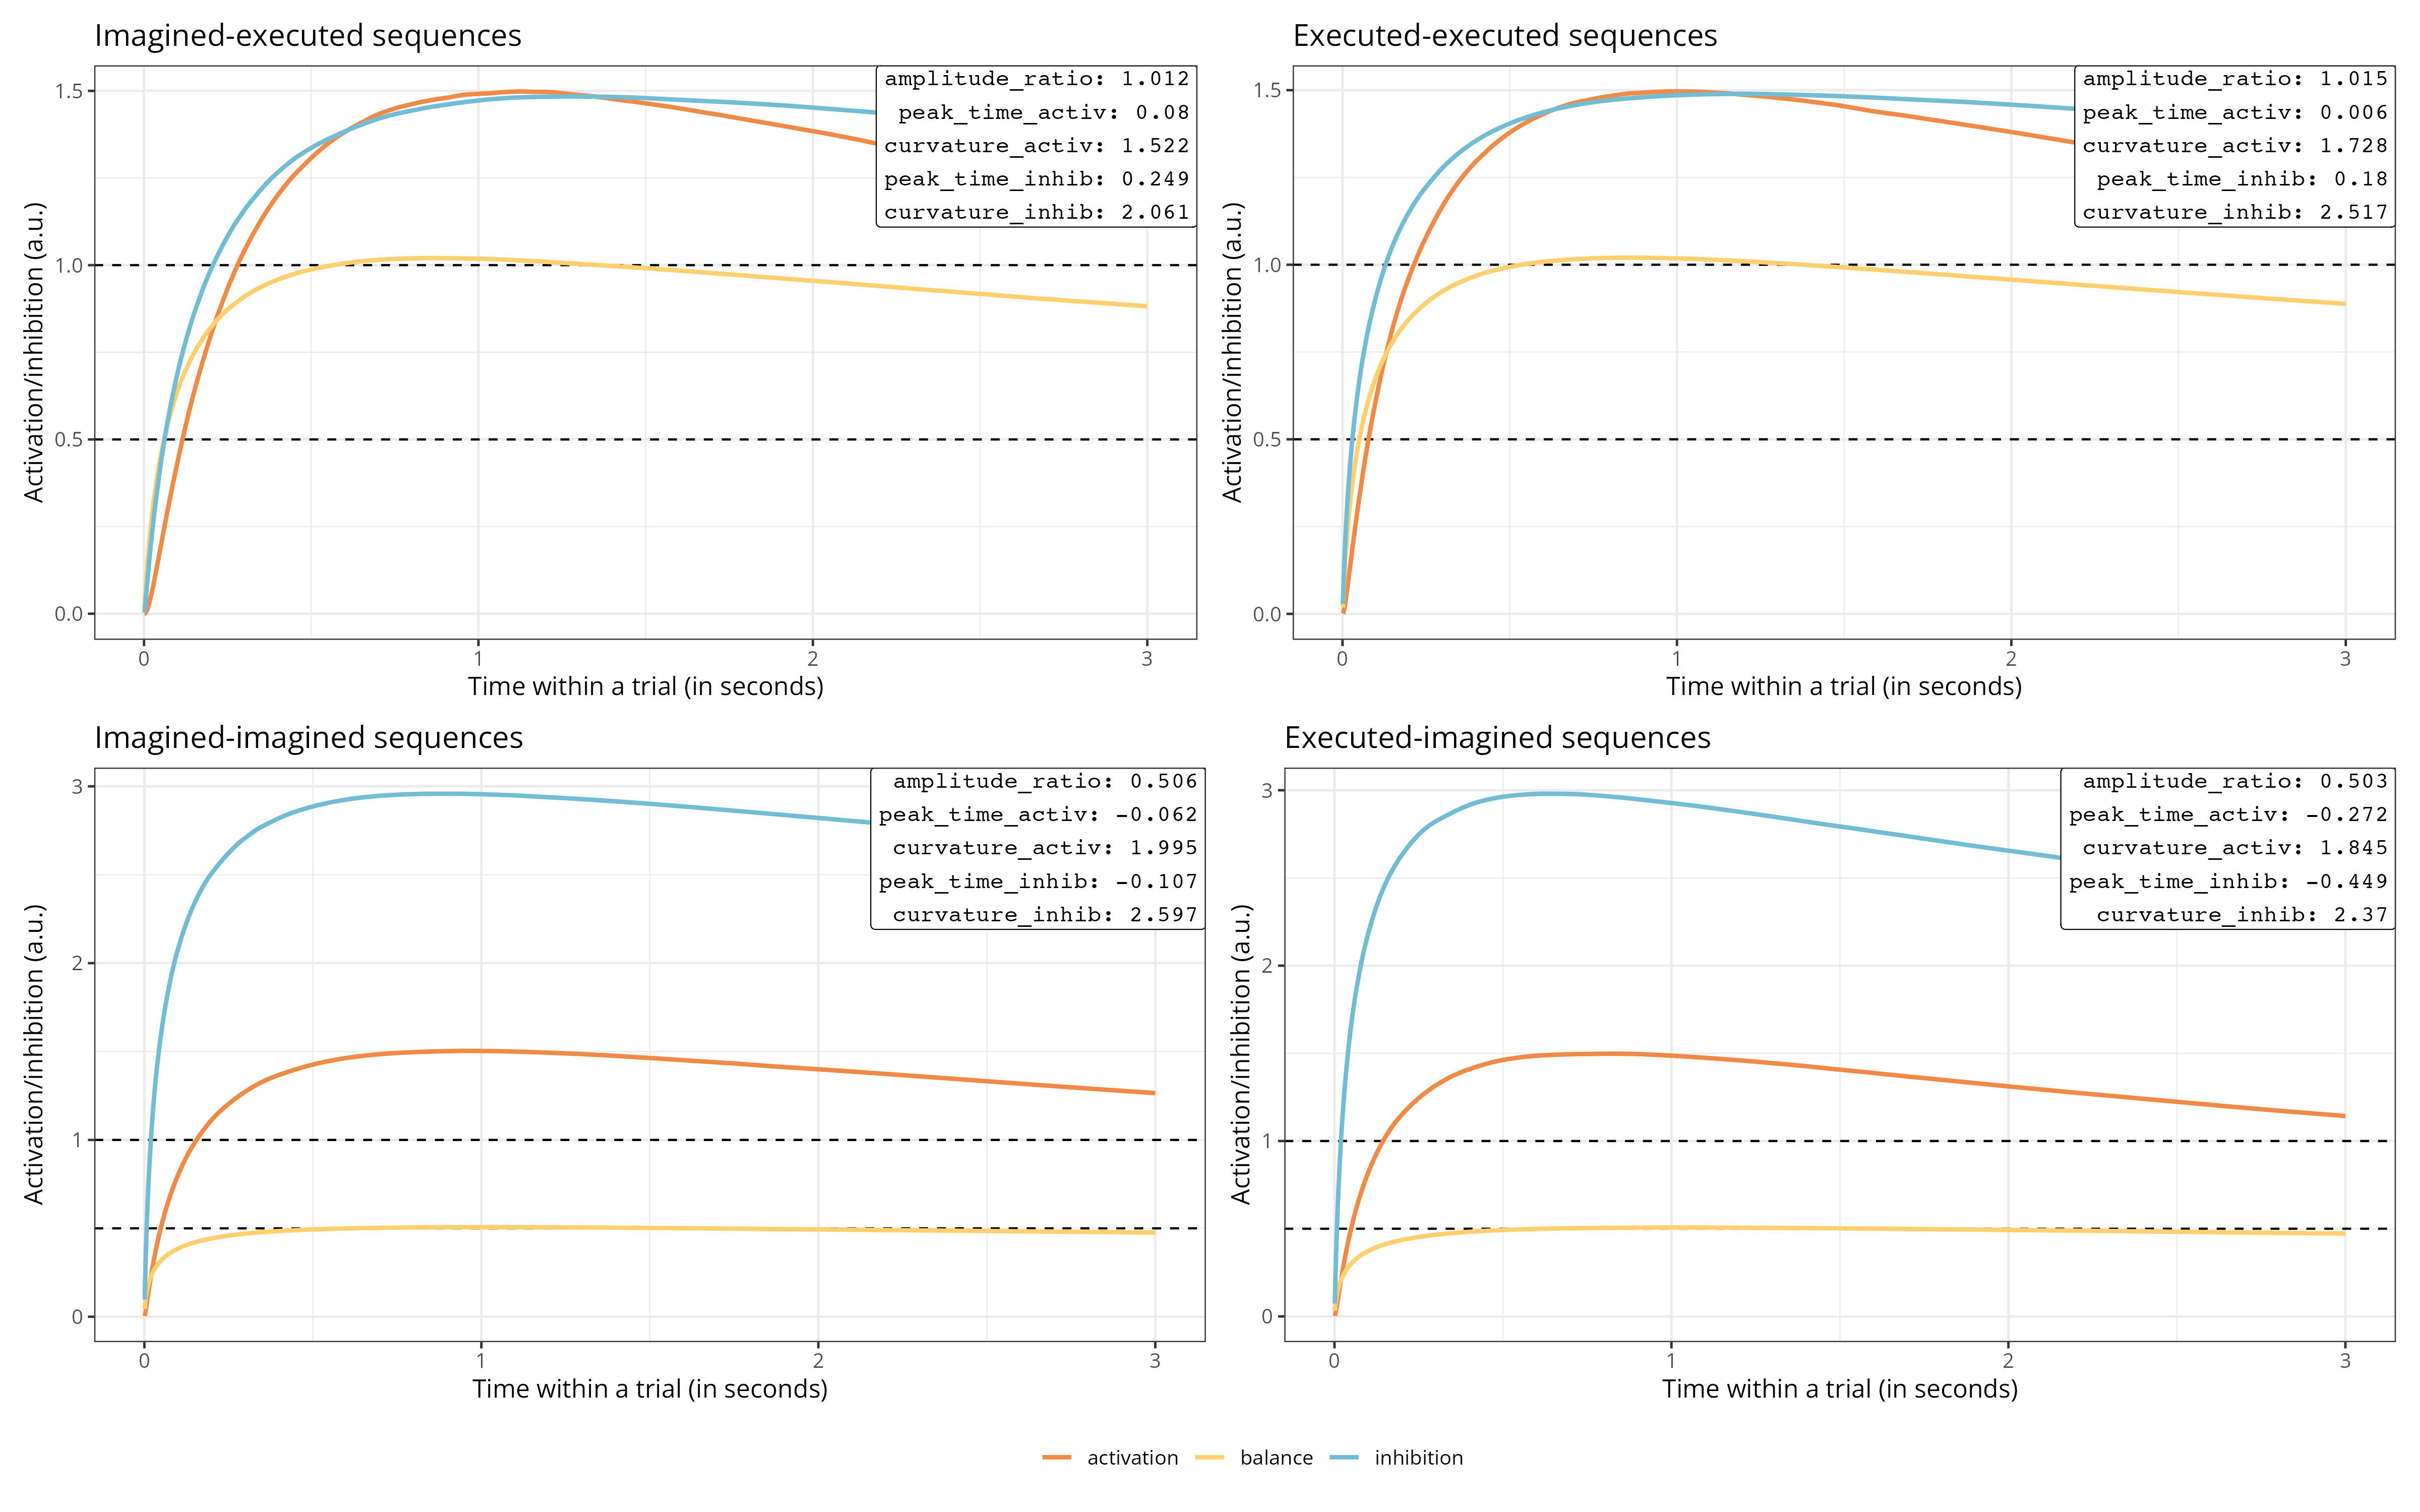 Imagined-executed sequences
amplitude_ratio: 1.012
peak_time_activ: 0.08
curvature_activ: 1.522
peak_time_inhib: 0.249
curvature_inhib: 2.061
Activation/inhibition (a.u.)
1.5
1.0
0.5
0.0
0 1 2 3
Time within a trial (in seconds)
Executed-executed sequences
amplitude_ratio: 1.015
peak_time_activ: 0.006
curvature_activ: 1.728
peak_time_inhib: 0.18
curvature_inhib: 2.517
Activation/inhibition (a.u.)
1.5
1.0
0.5
0.0
0 1 2 3
Time within a trial (in seconds)
Imagined-imagined sequences
amplitude_ratio: 0.506
peak_time_activ: -0.062
curvature_activ: 1.995
peak_time_inhib: -0.107
curvature_inhib: 2.597
Activation/inhibition (a.u.)
3
2
1
0
0 1 2 3
Time within a trial (in seconds)
Executed-imagined sequences
amplitude_ratio: 0.503
peak_time_activ: -0.272
curvature_activ: 1.845
peak_time_inhib: -0.449
curvature_inhib: 2.37
Activation/inhibition (a.u.)
3
2
1
0
0 1 2 3
Time within a trial (in seconds)
activation balance inhibition